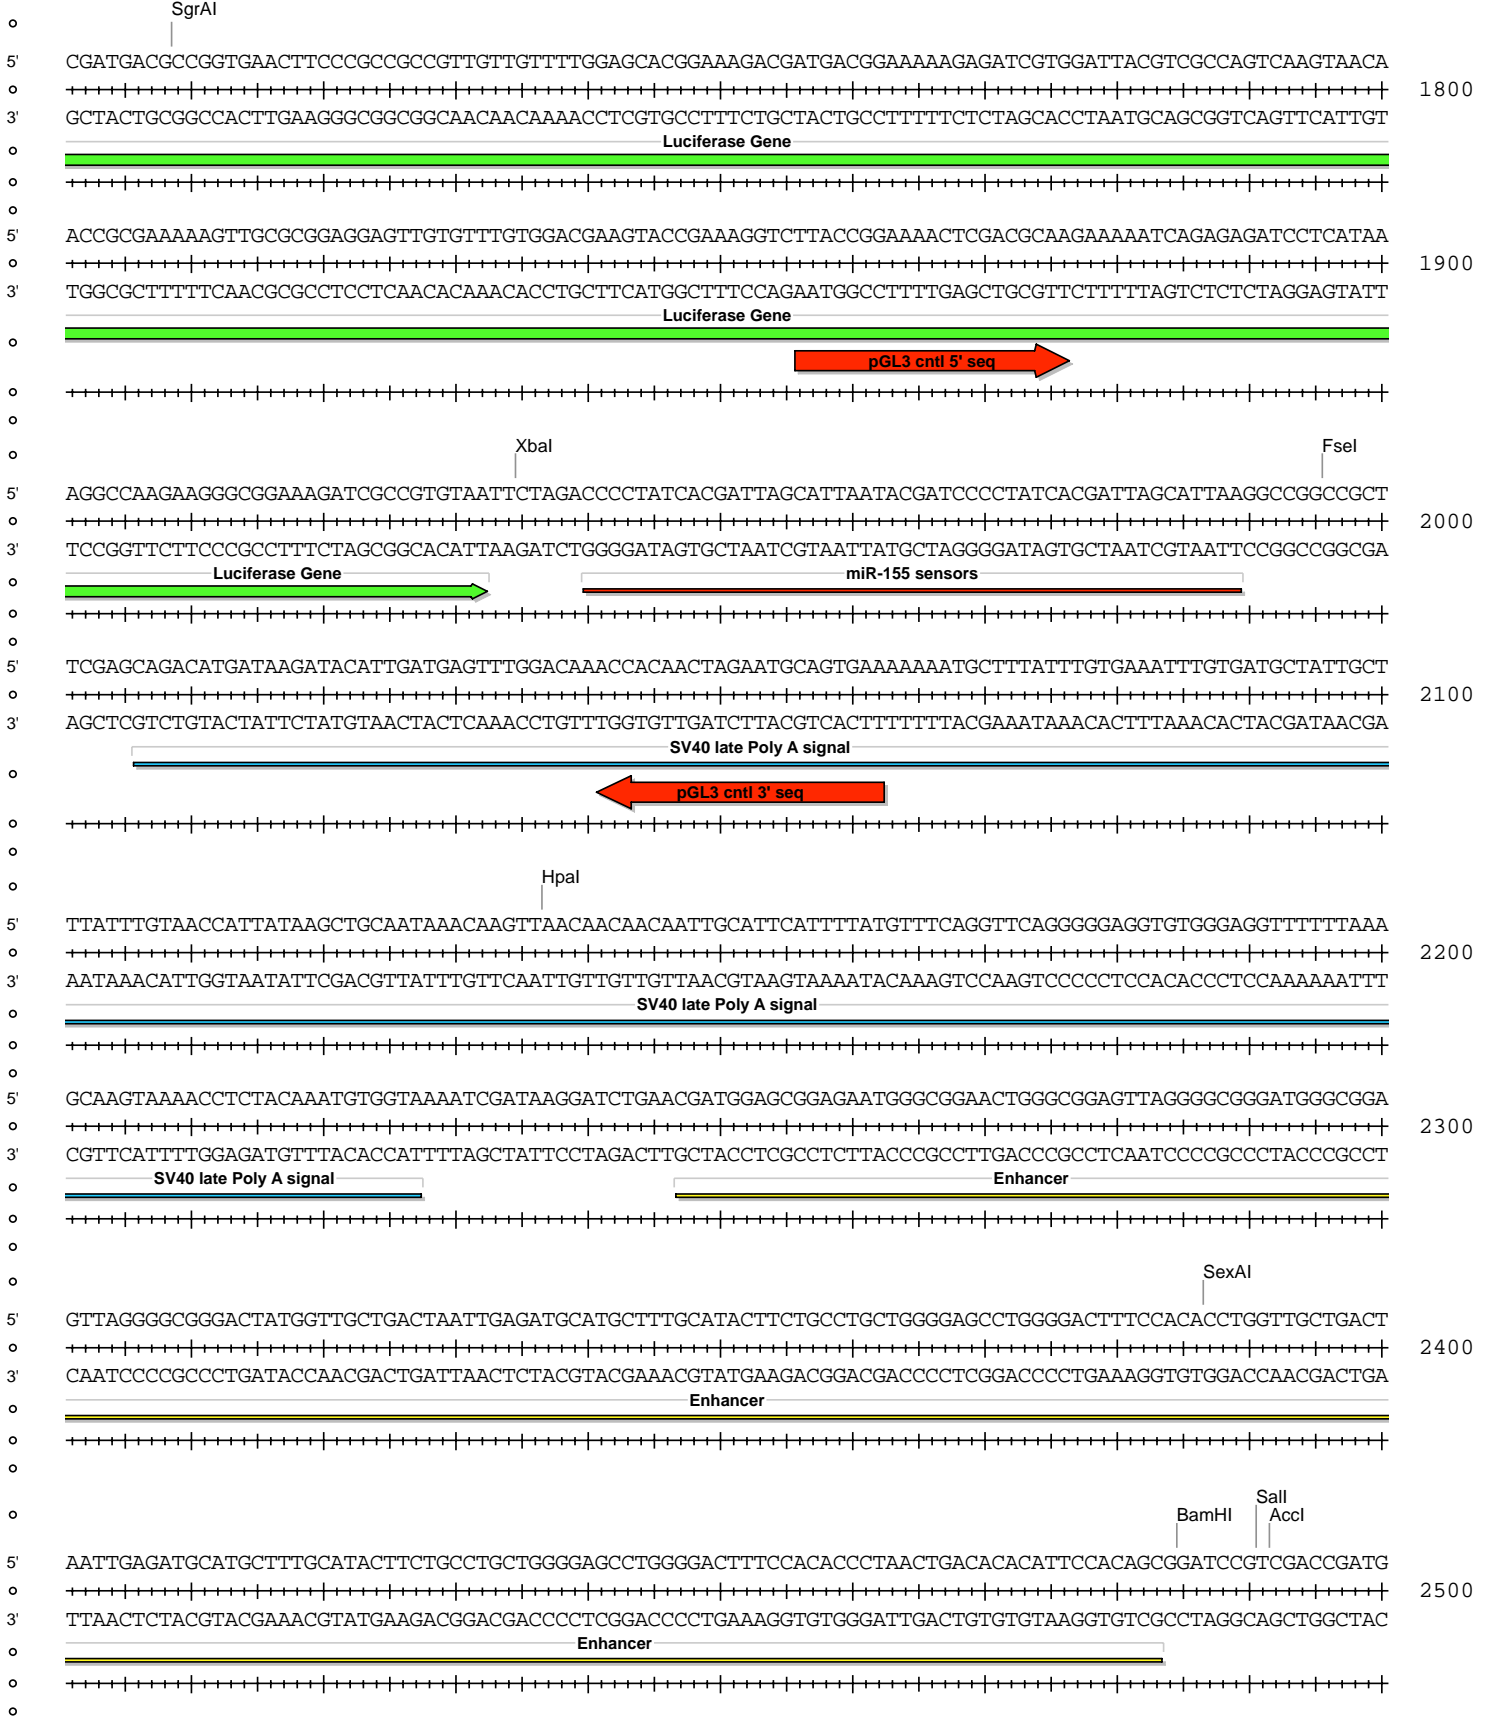 SgrAI
5' CGATGACGCCGGTGAACTTCCCGCCGCCGTTGTTGTTTTGGAGCACGGAAAGACGATGACGGAAAAAGAGATCGTGGATTACGTCGCCAGTCAAGTAACA
1800
3' GCTACTGCGGCCACTTGAAGGGCGGCGGCAACAACAAAACCTCGTGCCTTTCTGCTACTGCCTTTTTCTCTAGCACCTAATGCAGCGGTCAGTTCATTGT
Luciferase Gene
5' ACCGCGAAAAAGTTGCGCGGAGGAGTTGTGTTTGTGGACGAAGTACCGAAAGGTCTTACCGGAAAACTCGACGCAAGAAAAATCAGAGAGATCCTCATAA
1900
3' TGGCGCTTTTTCAACGCGCCTCCTCAACACAAACACCTGCTTCATGGCTTTCCAGAATGGCCTTTTGAGCTGCGTTCTTTTTAGTCTCTCTAGGAGTATT
Luciferase Gene
pGL3 cntl 5' seq
XbaI FseI
5' AGGCCAAGAAGGGCGGAAAGATCGCCGTGTAATTCTAGACCCCTATCACGATTAGCATTAATACGATCCCCTATCACGATTAGCATTAAGGCCGGCCGCT
2000
3' TCCGGTTCTTCCCGCCTTTCTAGCGGCACATTAAGATCTGGGGATAGTGCTAATCGTAATTATGCTAGGGGATAGTGCTAATCGTAATTCCGGCCGGCGA
Luciferase Gene miR-155 sensors
5' TCGAGCAGACATGATAAGATACATTGATGAGTTTGGACAAACCACAACTAGAATGCAGTGAAAAAAATGCTTTATTTGTGAAATTTGTGATGCTATTGCT
2100
3' AGCTCGTCTGTACTATTCTATGTAACTACTCAAACCTGTTTGGTGTTGATCTTACGTCACTTTTTTTACGAAATAAACACTTTAAACACTACGATAACGA
SV40 late Poly A signal
pGL3 cntl 3' seq
HpaI
5' TTATTTGTAACCATTATAAGCTGCAATAAACAAGTTAACAACAACAATTGCATTCATTTTATGTTTCAGGTTCAGGGGGAGGTGTGGGAGGTTTTTTAAA
2200
3' AATAAACATTGGTAATATTCGACGTTATTTGTTCAATTGTTGTTGTTAACGTAAGTAAAATACAAAGTCCAAGTCCCCCTCCACACCCTCCAAAAAATTT
SV40 late Poly A signal
5' GCAAGTAAAACCTCTACAAATGTGGTAAAATCGATAAGGATCTGAACGATGGAGCGGAGAATGGGCGGAACTGGGCGGAGTTAGGGGCGGGATGGGCGGA
2300
3' CGTTCATTTTGGAGATGTTTACACCATTTTAGCTATTCCTAGACTTGCTACCTCGCCTCTTACCCGCCTTGACCCGCCTCAATCCCCGCCCTACCCGCCT
SV40 late Poly A signal Enhancer
SexAI
5' GTTAGGGGCGGGACTATGGTTGCTGACTAATTGAGATGCATGCTTTGCATACTTCTGCCTGCTGGGGAGCCTGGGGACTTTCCACACCTGGTTGCTGACT
2400
3' CAATCCCCGCCCTGATACCAACGACTGATTAACTCTACGTACGAAACGTATGAAGACGGACGACCCCTCGGACCCCTGAAAGGTGTGGACCAACGACTGA
Enhancer
SalI
BamHI AccI
5' AATTGAGATGCATGCTTTGCATACTTCTGCCTGCTGGGGAGCCTGGGGACTTTCCACACCCTAACTGACACACATTCCACAGCGGATCCGTCGACCGATG
2500
3' TTAACTCTACGTACGAAACGTATGAAGACGGACGACCCCTCGGACCCCTGAAAGGTGTGGGATTGACTGTGTGTAAGGTGTCGCCTAGGCAGCTGGCTAC
Enhancer